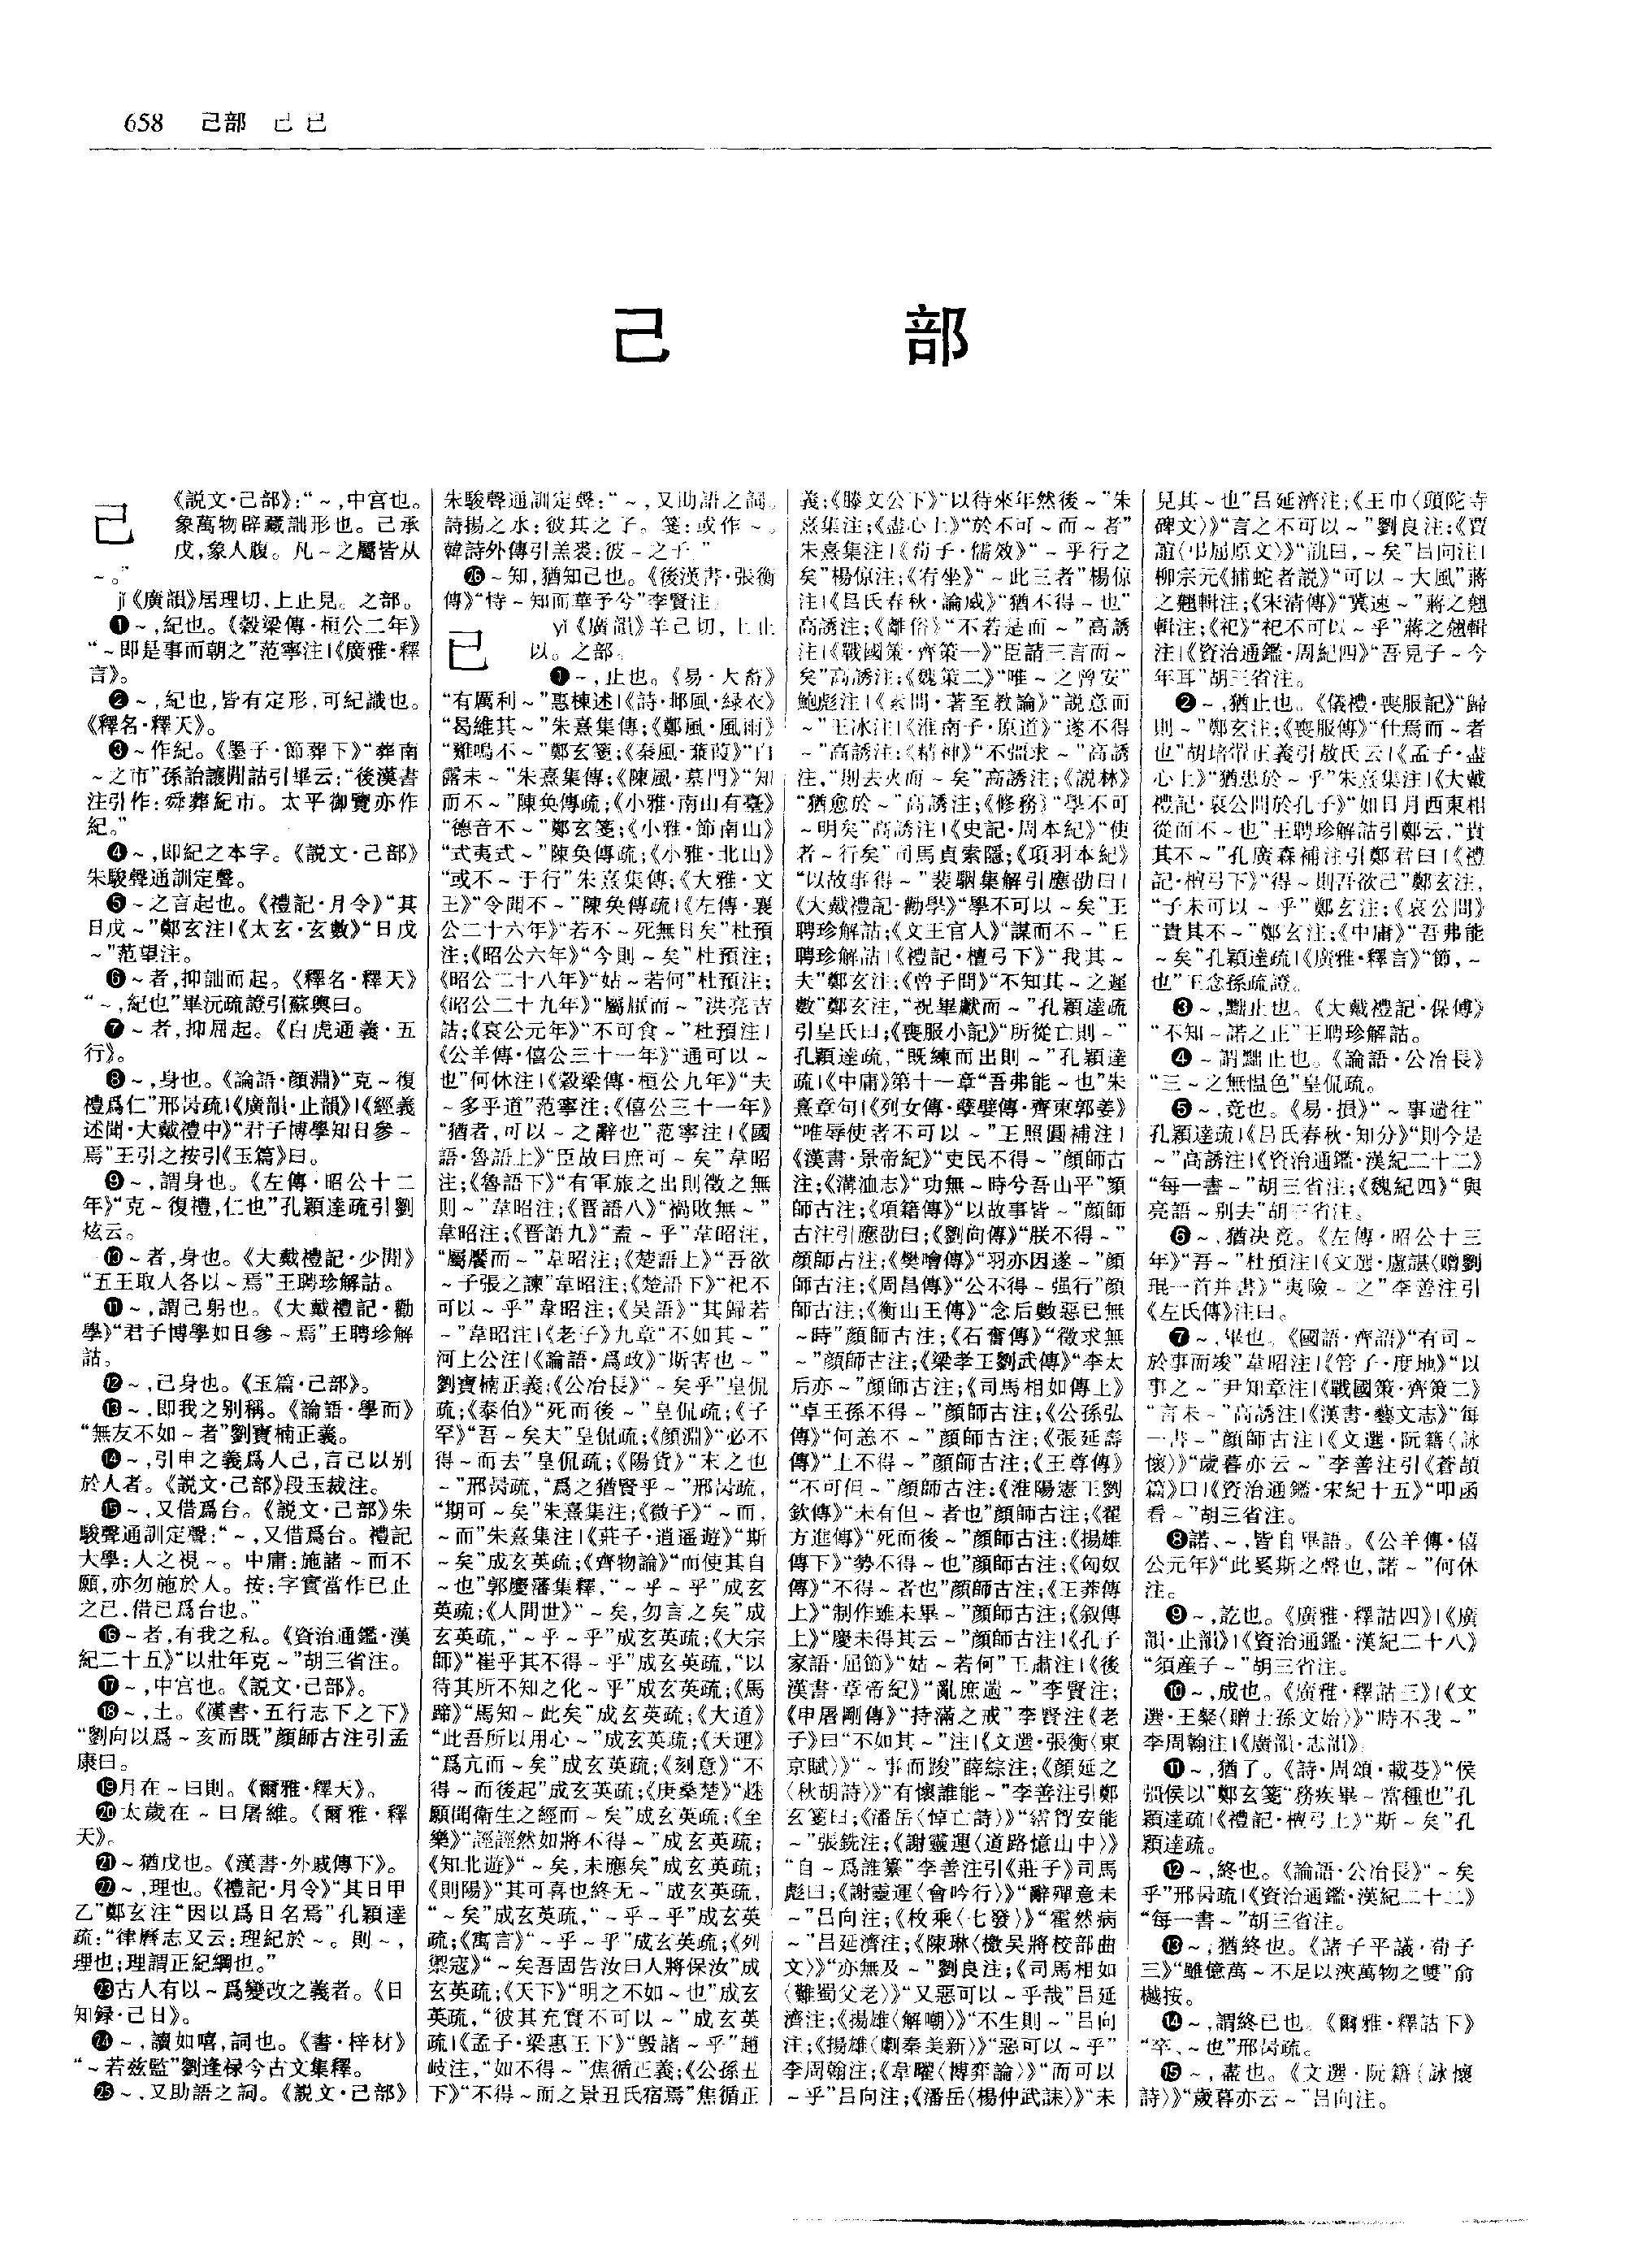 658 己部 己已
己部
己
《説文·己部》:“～,中宫也。
象萬物辟藏詘形也。己承
戊,象人腹。凡～之屬皆从
～。”
jǐ《廣韻》居理切,上止見。之部。
❶～,紀也。《穀梁傳·桓公二年》
“～即是事而朝之”范寧注|《廣雅·釋
言》。
❷～,紀也,皆有定形,可紀識也。
《釋名·釋天》。
❸～作紀。《墨子·節葬下》“葬南
～之市”孫詒讓閒詁引畢云:“後漢書
注引作:舜葬紀市。太平御覽亦作
紀。”
❹～,即紀之本字。《説文·己部》
朱駿聲通訓定聲。
❺～之言起也。《禮記·月令》“其
日戊～”鄭玄注|《太玄·玄數》“日戊
～”范望注。
❻～者,抑詘而起。《釋名·釋天》
“～,紀也”畢沅疏證引蘇輿曰。
❼～者,抑屈起。《白虎通義·五
行》。
❽～,身也。《論語·顔淵》“克～復
禮爲仁”邢昺疏|《廣韻·止韻》|《經義
述聞·大戴禮中》“君子博學知日參～
焉”王引之按引《玉篇》曰。
❾～,謂身也。《左傳·昭公十二
年》“克～復禮,仁也”孔穎達疏引劉
炫云。
❿～者,身也。《大戴禮記·少閒》
“五王取人各以～焉”王聘珍解詁。
⓫～,謂己躬也。《大戴禮記·勸
學》“君子博學如日參～焉”王聘珍解
詁。
⓬～,己身也。《玉篇·己部》。
⓭～,即我之别稱。《論語·學而》
“無友不如～者”劉寶楠正義。
⓮～,引申之義爲人己,言己以别
於人者。《説文·己部》段玉裁注。
⓯～,又借爲台。《説文·己部》朱
駿聲通訓定聲:“～,又借爲台。禮記
大學:人之視～。中庸:施諸～而不
願,亦勿施於人。按:字實當作已止
之已,借已爲台也。”
⓰～者,有我之私。《資治通鑑·漢
紀二十五》“以壯年克～”胡三省注。
⓱～,中宫也。《説文·己部》。
⓲～,土。《漢書·五行志下之下》
“劉向以爲～亥而既”顔師古注引孟
康曰。
⓳月在～曰則。《爾雅·釋天》。
⓴太歲在～曰屠維。《爾雅·釋
天》。
㉑～猶戊也。《漢書·外戚傳下》。
㉒～,理也。《禮記·月令》“其日甲
乙”鄭玄注“因以爲日名焉”孔穎達
疏:“律曆志又云:理紀於～。則～,
理也;理謂正紀綱也。”
㉓古人有以～爲變改之義者。《日
知録·己日》。
㉔～,讀如嘻,詞也。《書·梓材》
“～若兹監”劉逢禄今古文集釋。
㉕～,又助語之詞。《説文·己部》
朱駿聲通訓定聲:“～,又助語之詞。
詩揚之水:彼其之子。箋:或作～。
韓詩外傳引羔裘:彼～之子。”
㉖～知,猶知己也。《後漢書·張衡
傳》“恃～知而華予兮”李賢注。
已
yǐ《廣韻》羊己切,上止
以。之部。
❶～,止也。《易·大畜》
“有厲利～”惠棟述|《詩·邶風·緑衣》
“曷維其～”朱熹集傳;《鄭風·風雨》
“雞鳴不～”鄭玄箋;《秦風·蒹葭》“白
露未～”朱熹集傳;《陳風·墓門》“知
而不～”陳奂傳疏;《小雅·南山有臺》
“德音不～”鄭玄箋;《小雅·節南山》
“式夷式～”陳奂傳疏;《小雅·北山》
“或不～于行”朱熹集傳;《大雅·文
王》“令聞不～”陳奂傳疏|《左傳·襄
公二十六年》“若不～死無日矣”杜預
注;《昭公六年》“今則～矣”杜預注;
《昭公二十八年》“姑～若何”杜預注;
《昭公二十九年》“屬厭而～”洪亮吉
詁;《哀公元年》“不可食～”杜預注|
《公羊傳·僖公三十一年》“通可以～
也”何休注|《穀梁傳·桓公九年》“夫
～多乎道”范寧注;《僖公三十一年》
“猶者,可以～之辭也”范寧注|《國
語·魯語上》“臣故曰庶可～矣”韋昭
注;《魯語下》“有軍旅之出則徵之無
則～”韋昭注;《晋語八》“禍敗無～”
韋昭注;《晋語九》“盍～乎”韋昭注,
“屬饜而～”韋昭注;《楚語上》“吾欲
～子張之諫”韋昭注;《楚語下》“祀不
可以～乎”韋昭注;《吴語》“其歸若
～”韋昭注|《老子》九章“不如其～”
河上公注|《論語·爲政》“斯害也～”
劉寶楠正義;《公冶長》“～矣乎”皇侃
疏;《泰伯》“死而後～”皇侃疏;《子
罕》“吾～矣夫”皇侃疏;《顔淵》“必不
得～而去”皇侃疏;《陽貨》“末之也
～”邢昺疏,“爲之猶賢乎～”邢昺疏,
“期可～矣”朱熹集注;《微子》“～而,
～而”朱熹集注|《莊子·逍遥遊》“斯
～矣”成玄英疏;《齊物論》“而使其自
～也”郭慶藩集釋,“～乎～乎”成玄
英疏;《人間世》“～矣,勿言之矣”成
玄英疏,“～乎～乎”成玄英疏;《大宗
師》“崔乎其不得～乎”成玄英疏,“以
待其所不知之化～乎”成玄英疏;《馬
蹄》“馬知～此矣”成玄英疏;《大道》
“此吾所以用心～”成玄英疏;《天運》
“爲亢而～矣”成玄英疏;《刻意》“不
得～而後起”成玄英疏;《庚桑楚》“趎
願聞衛生之經而～矣”成玄英疏;《至
樂》“誙誙然如將不得～”成玄英疏;
《知北遊》“～矣,未應矣”成玄英疏;
《則陽》“其可喜也終无～”成玄英疏,
“～矣”成玄英疏,“～乎～乎”成玄英
疏;《寓言》“～乎～乎”成玄英疏;《列
禦寇》“～矣吾固告汝曰人將保汝”成
玄英疏;《天下》“明之不如～也”成玄
英疏,“彼其充實不可以～”成玄英
疏|《孟子·梁惠王下》“毁諸～乎”趙
岐注,“如不得～”焦循正義;《公孫丑
下》“不得～而之景丑氏宿焉”焦循正
義;《滕文公下》“以待來年然後～”朱
熹集注;《盡心上》“於不可～而～者”
朱熹集注|《荀子·儒效》“～乎行之
矣”楊倞注;《宥坐》“～此三者”楊倞
注|《吕氏春秋·論威》“猶不得～也”
高誘注;《離俗》“不若是而～”高誘
注|《戰國策·齊策一》“臣請三言而～
矣”高誘注;《魏策二》“唯～之曾安”
鮑彪注|《素問·著至教論》“説意而
～”王冰注|《淮南子·原道》“遂不得
～”高誘注;《精神》“不彊求～”高誘
注,“則去火而～矣”高誘注;《説林》
“猶愈於～”高誘注;《修務》“學不可
～明矣”高誘注|《史記·周本紀》“使
者～行矣”司馬貞索隱;《項羽本紀》
“以故事得～”裴駰集解引應劭曰|
《大戴禮記·勸學》“學不可以～矣”王
聘珍解詁;《文王官人》“謀而不～”王
聘珍解詁|《禮記·檀弓下》“我其～
夫”鄭玄注;《曾子問》“不知其～之遲
數”鄭玄注,“祝畢獻而～”孔穎達疏
引皇氏曰;《喪服小記》“所從亡則～”
孔穎達疏,“既練而出則～”孔穎達
疏|《中庸》第十一章“吾弗能～也”朱
熹章句|《列女傳·孽嬖傳·齊東郭姜》
“唯辱使者不可以～”王照圓補注|
《漢書·景帝紀》“吏民不得～”顔師古
注;《溝洫志》“功無～時兮吾山平”顔
師古注;《項籍傳》“以故事皆～”顔師
古注引應劭曰;《劉向傳》“朕不得～”
顔師古注;《樊噲傳》“羽亦因遂～”顔
師古注;《周昌傳》“公不得～强行”顔
師古注;《衡山王傳》“念后數惡已無
～時”顔師古注;《石奮傳》“徵求無
～”顔師古注;《梁孝王劉武傳》“李太
后亦～”顔師古注;《司馬相如傳上》
“卓王孫不得～”顔師古注;《公孫弘
傳》“何恙不～”顔師古注;《張延壽
傳》“上不得～”顔師古注;《王尊傳》
“不可但～”顔師古注;《淮陽憲王劉
欽傳》“未有但～者也”顔師古注;《翟
方進傳》“死而後～”顔師古注;《揚雄
傳下》“勢不得～也”顔師古注;《匈奴
傳》“不得～者也”顔師古注;《王莽傳
上》“制作雖未畢～”顔師古注;《叙傳
上》“慶未得其云～”顔師古注|《孔子
家語·屈節》“姑～若何”王肅注|《後
漢書·章帝紀》“亂庶遄～”李賢注;
《申屠剛傳》“持滿之戒”李賢注《老
子》曰“不如其～”注|《文選·張衡〈東
京賦〉》“～事而踆”薛綜注;《顔延之
〈秋胡詩〉》“有懷誰能～”李善注引鄭
玄箋曰;《潘岳〈悼亡詩〉》“霑胷安能
～”張銑注;《謝靈運〈道路憶山中〉》
“自～爲誰纂”李善注引《莊子》司馬
彪曰;《謝靈運〈會吟行〉》“辭殫意未
～”吕向注;《枚乘〈七發〉》“霍然病
～”吕延濟注;《陳琳〈檄吴將校部曲
文〉》“亦無及～”劉良注;《司馬相如
〈難蜀父老〉》“又惡可以～乎哉”吕延
濟注;《揚雄〈解嘲〉》“不生則～”吕向
注;《揚雄〈劇秦美新〉》“惡可以～乎”
李周翰注;《韋曜〈博弈論〉》“而可以
～乎”吕向注;《潘岳〈楊仲武誄〉》“未
見其～也”吕延濟注;《王巾〈頭陀寺
碑文〉》“言之不可以～”劉良注;《賈
誼〈弔屈原文〉》“訊曰,～矣”吕向注|
柳宗元《捕蛇者説》“可以～大風”蔣
之翹輯注;《宋清傳》“冀速～”蔣之翹
輯注;《祀》“祀不可以～乎”蔣之翹輯
注|《資治通鑑·周紀四》“吾見子～今
年耳”胡三省注。
❷～,猶止也。《儀禮·喪服記》“歸
則～”鄭玄注;《喪服傳》“仕焉而～者
也”胡培翬正義引敖氏云|《孟子·盡
心上》“猶患於～乎”朱熹集注|《大戴
禮記·哀公問於孔子》“如日月西東相
從而不～也”王聘珍解詁引鄭云,“貴
其不～”孔廣森補注引鄭君曰|《禮
記·檀弓下》“得～則吾欲已”鄭玄注,
“子未可以～乎”鄭玄注;《哀公問》
“貴其不～”鄭玄注;《中庸》“吾弗能
～矣”孔穎達疏|《廣雅·釋言》“節,～
也”王念孫疏證。
❸～,黜止也。《大戴禮記·保傅》
“不知～諾之正”王聘珍解詁。
❹～謂黜止也。《論語·公冶長》
“三～之無愠色”皇侃疏。
❺～,竟也。《易·損》“～事遄往”
孔穎達疏|《吕氏春秋·知分》“則今是
～”高誘注|《資治通鑑·漢紀二十二》
“每一書～”胡三省注;《魏紀四》“與
亮語～别去”胡三省注。
❻～,猶决竟。《左傳·昭公十三
年》“吾～”杜預注|《文選·盧諶〈贈劉
琨一首并書〉》“夷險～之”李善注引
《左氏傳》注曰。
❼～,畢也。《國語·齊語》“有司～
於事而竣”韋昭注|《管子·度地》“以
事之～”尹知章注|《戰國策·齊策二》
“言未～”高誘注|《漢書·藝文志》“每
一書～”顔師古注|《文選·阮籍〈詠
懷〉》“歲暮亦云～”李善注引《蒼頡
篇》曰|《資治通鑑·宋紀十五》“叩函
看～”胡三省注。
❽諾、～,皆自畢語。《公羊傳·僖
公元年》“此奚斯之聲也,諾～”何休
注。
❾～,訖也。《廣雅·釋詁四》|《廣
韻·止韻》|《資治通鑑·漢紀二十八》
“須産子～”胡三省注。
❿～,成也。《廣雅·釋詁三》|《文
選·王粲〈贈士孫文始〉》“時不我～”
李周翰注|《廣韻·志韻》。
⓫～,猶了。《詩·周頌·載芟》“侯
彊侯以”鄭玄箋“務疾畢～當種也”孔
穎達疏|《禮記·檀弓上》“斯～矣”孔
穎達疏。
⓬～,終也。《論語·公冶長》“～矣
乎”邢昺疏|《資治通鑑·漢紀二十二》
“每一書～”胡三省注。
⓭～,猶終也。《諸子平議·荀子
三》“雖億萬～不足以浹萬物之變”俞
樾按。
⓮～,謂終已也。《爾雅·釋詁下》
“卒、～也”邢昺疏。
⓯～,盡也。《文選·阮籍〈詠懷
詩〉》“歲暮亦云～”吕向注。